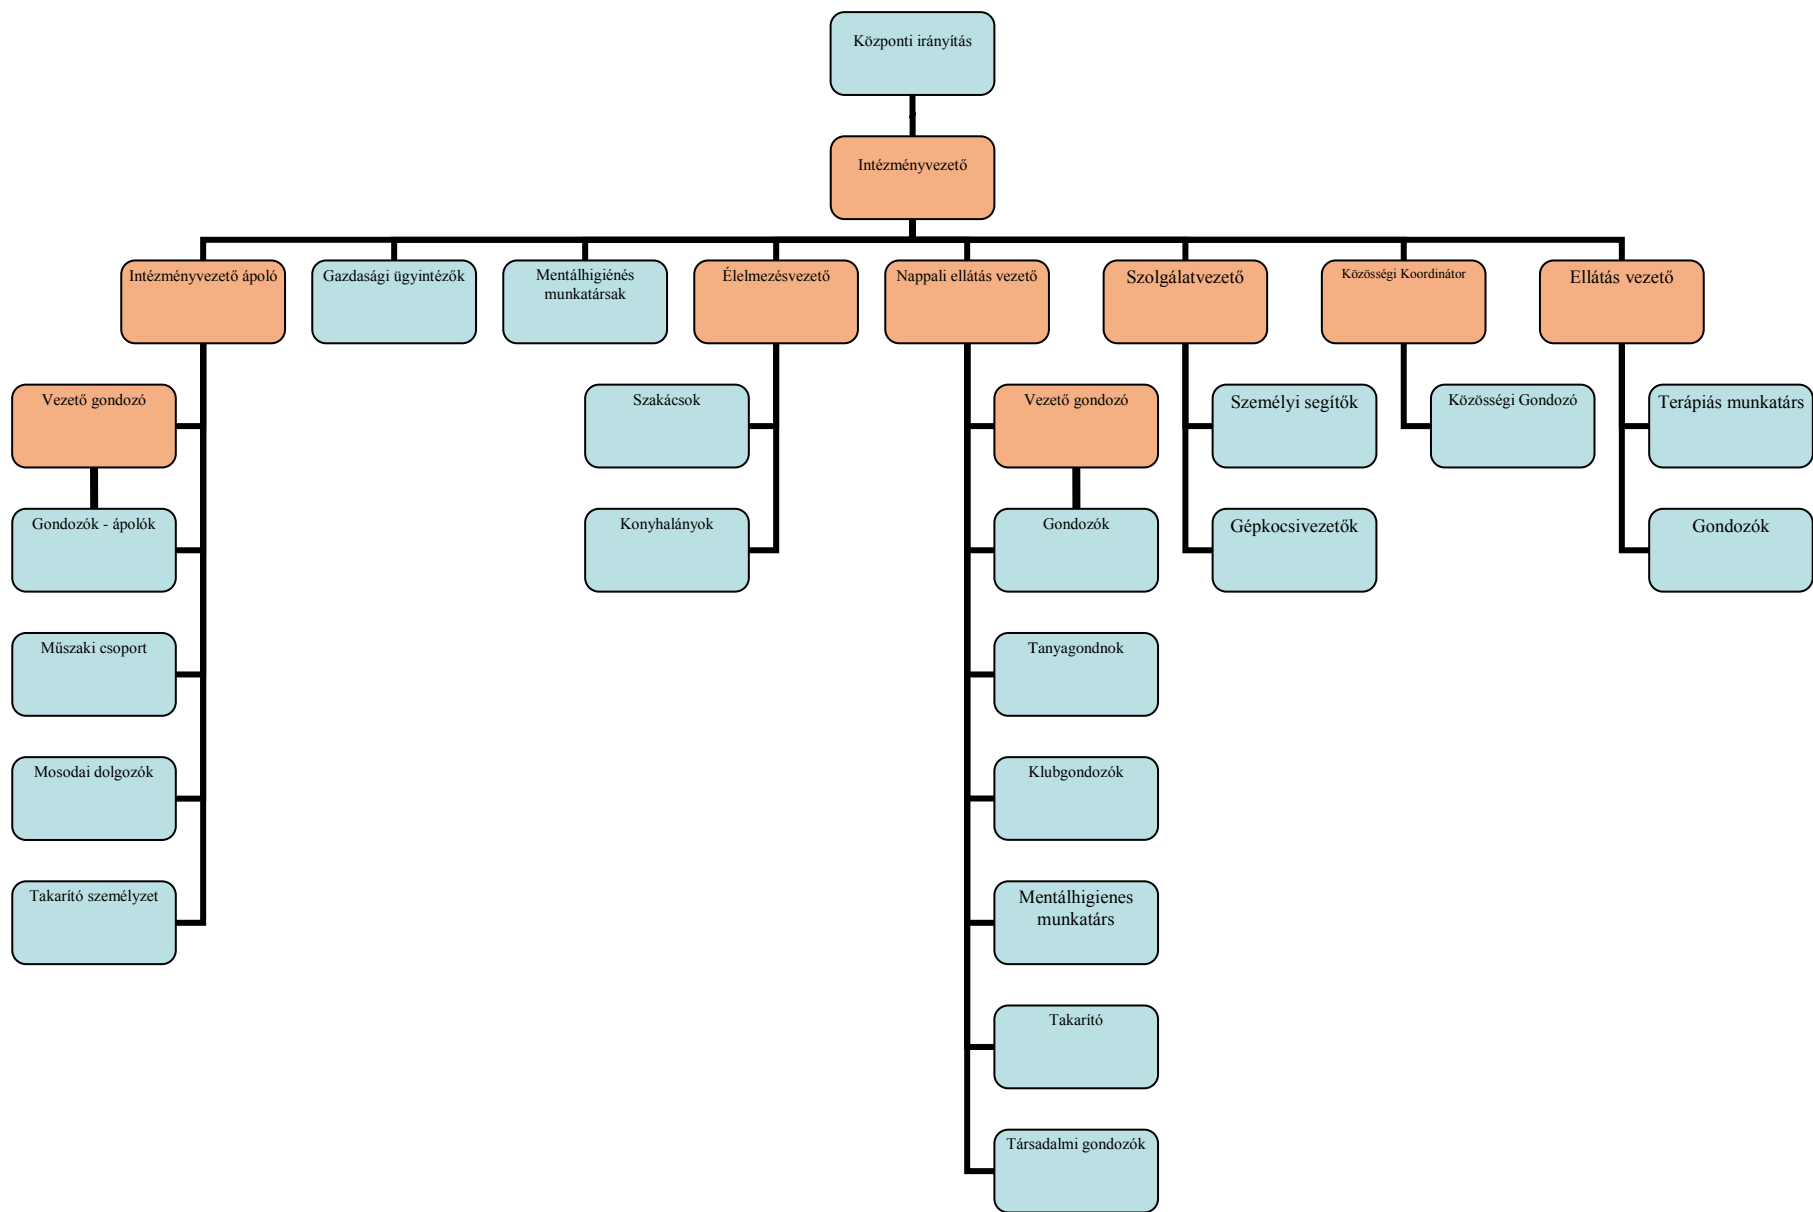 Központi irányítás
Intézményvezető
Intézményvezető ápoló
Gazdasági ügyintézők
Mentálhigiénés
munkatársak
Élelmezésvezető
Nappali ellátás vezető
Szolgálatvezető
Közösségi Koordinátor
Ellátás vezető
Vezető gondozó
Szakácsok
Vezető gondozó
Személyi segítők
Közösségi Gondozó
Terápiás munkatárs
Gondozók - ápolók
Konyhalányok
Gondozók
Gépkocsivezetők
Gondozók
Műszaki csoport
Tanyagondnok
Mosodai dolgozók
Klubgondozók
Takarító személyzet
Mentálhigienes
munkatárs
Takarító
Társadalmi gondozók